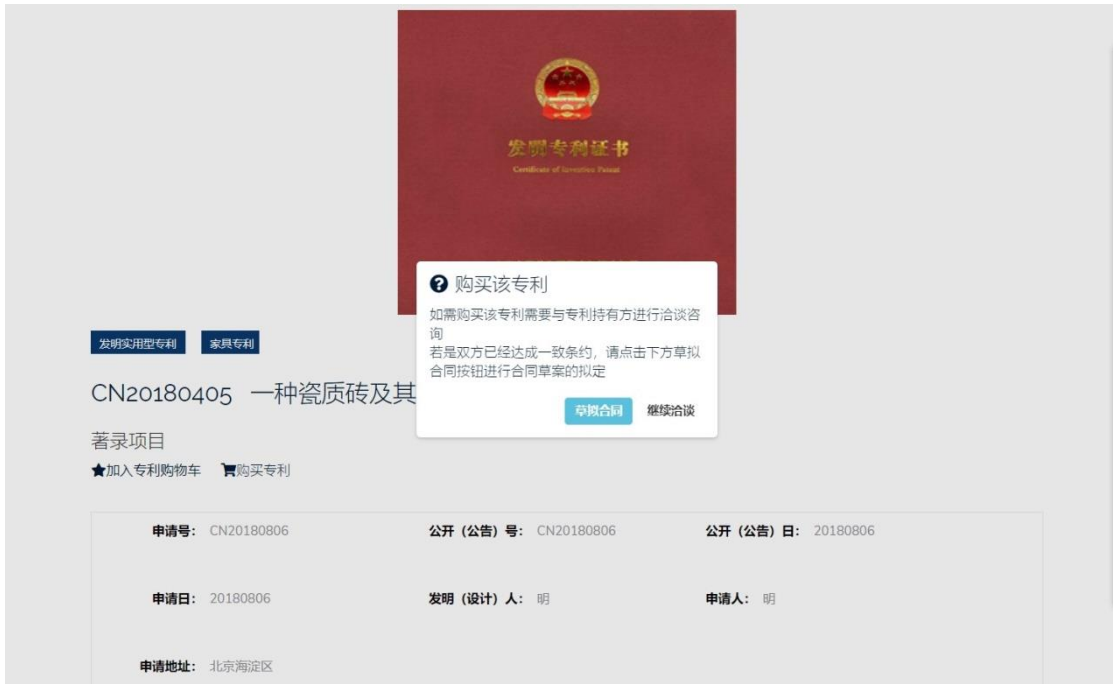 发明专利证书
Certificate of Invention Patent
购买该专利
如需购买该专利需要与专利持有方进行洽谈咨
询
若是双方已经达成一致条约，请点击下方草拟
合同按钮进行合同草案的拟定
草拟合同 继续洽谈
发明实用型专利 家具专利
CN20180405 一种瓷质砖及其
著录项目
加入专利购物车 购买专利
申请号： CN20180806 公开（公告）号： CN20180806 公开（公告）日： 20180806
申请日： 20180806 发明（设计）人： 明 申请人： 明
申请地址： 北京海淀区